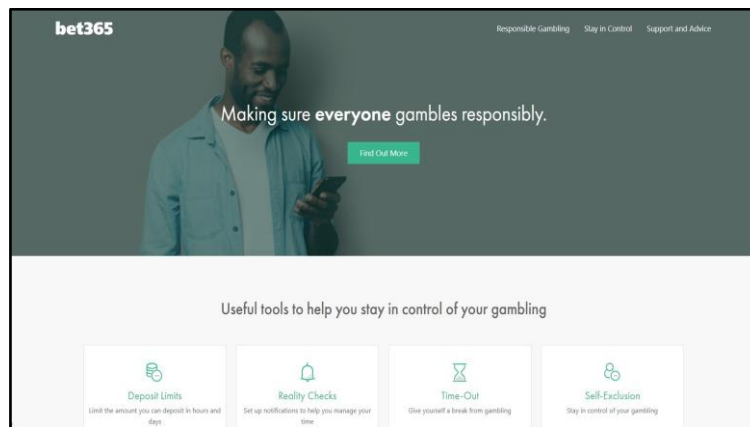 bet365
Responsible Gambling Stay in Control Support and Advice
Making sure everyone gambles responsibly.
Find Out More
Useful tools to help you stay in control of your gambling
Deposit Limits
Limit the amount you can deposit in hours and
days
Reality Checks
Set up notifications to help you manage your
time
Time-Out
Give yourself a break from gambling
Self-Exclusion
Stay in control of your gambling